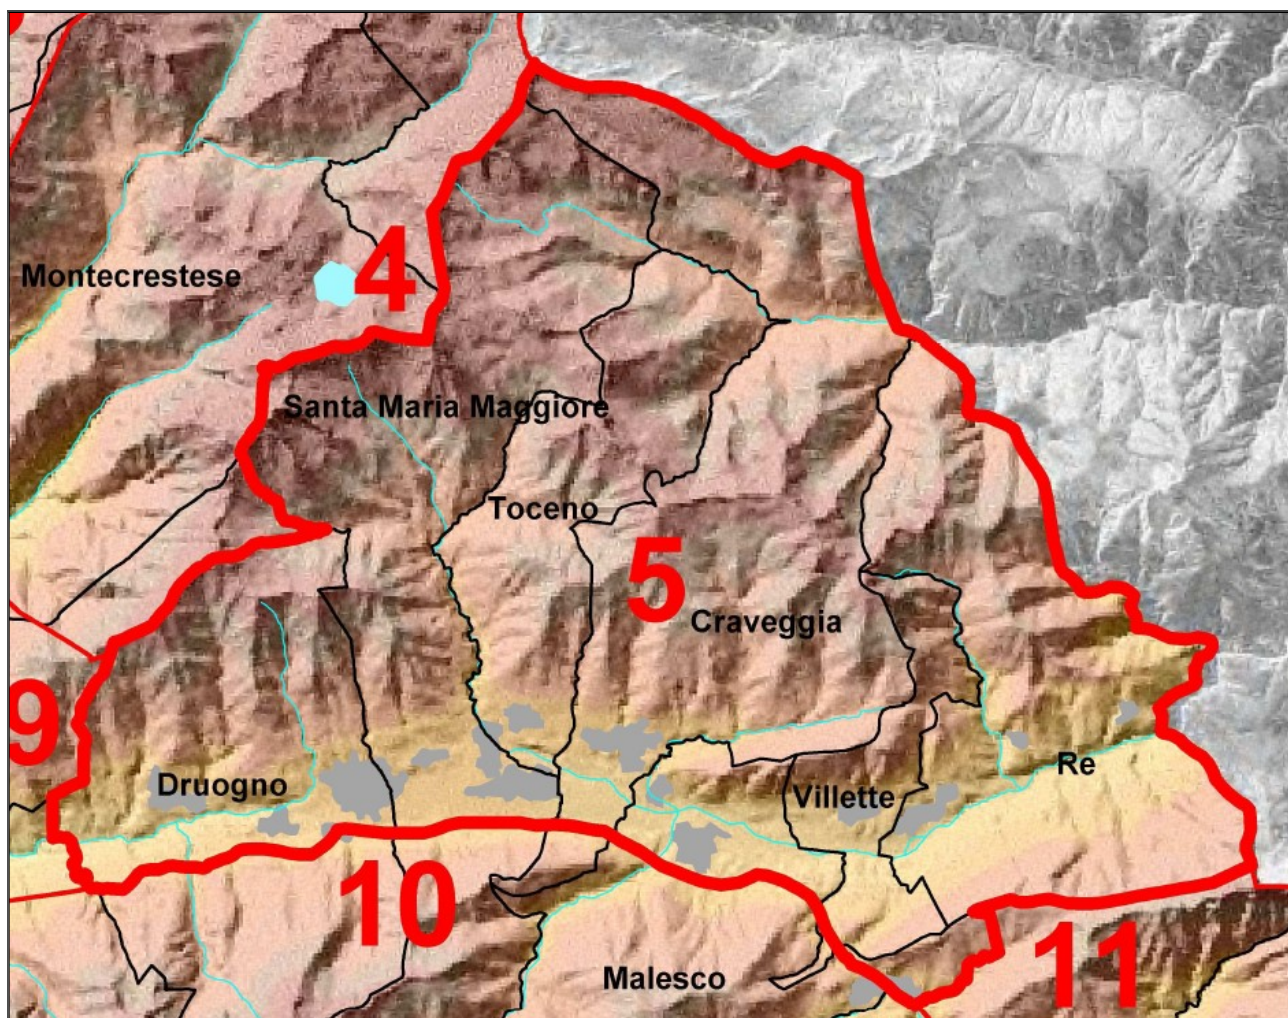 4
Montecrestese
Santa Maria Maggiore
Toceno
5
Craveggia
9
Druogno
Villette
Re
10
11
Malesco